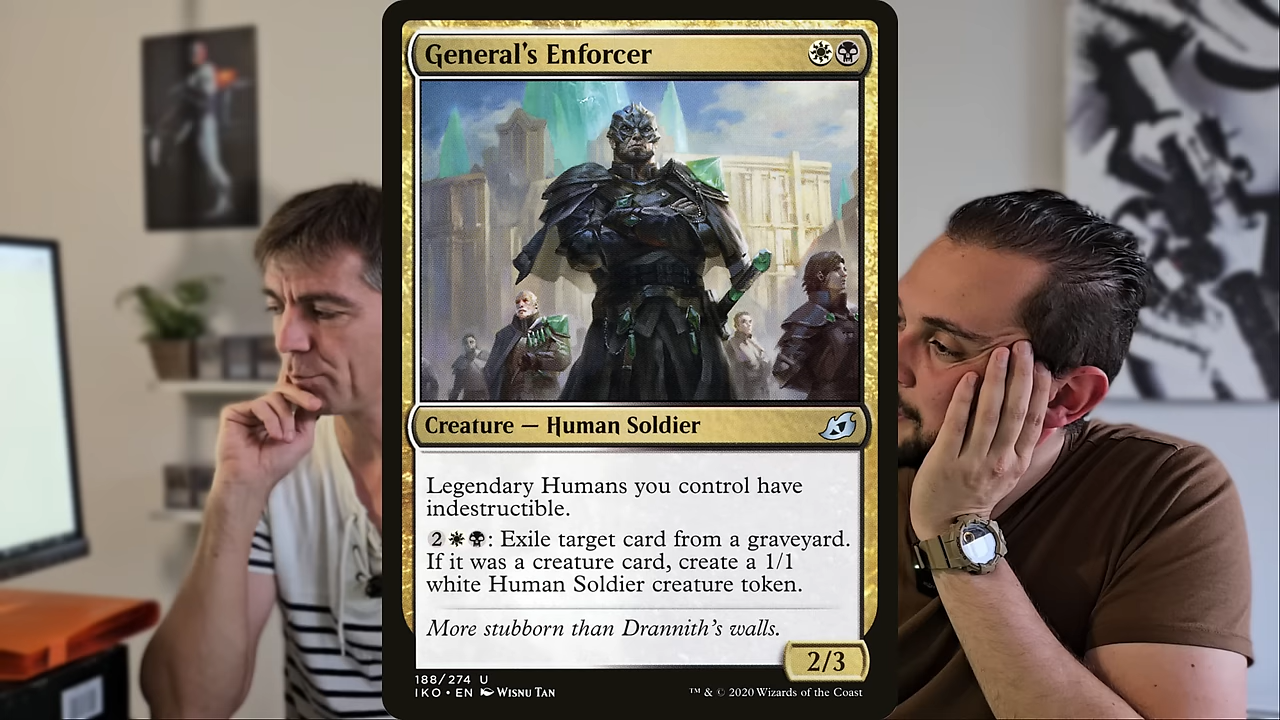 General's Enforcer
Creature — Human Soldier
Legendary Humans you control have
indestructible.
2: Exile target card from a graveyard.
If it was a creature card, create a 1/1
white Human Soldier creature token.
More stubborn than Drannith's walls.
2/3
188/274 U
IKO • EN Wisnu Tan
™ & © 2020 Wizards of the Coast